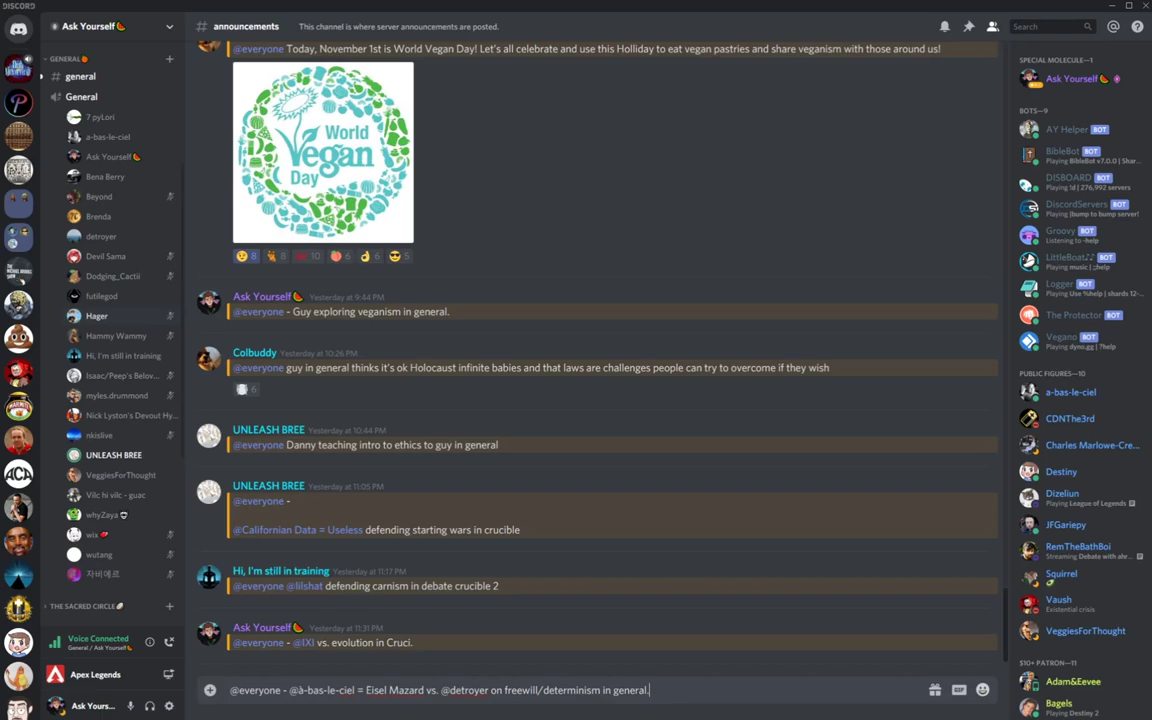 DISCORD
Ask Yourself🍉
# announcements
This channel is where server announcements are posted.
Search
GENERAL🍑
general
General
7 pyLori
a-bas-le-ciel
Ask Yourself🍉
Bena Berry
Beyond
Brenda
detroyer
Devil Sama
Dodging_Cactii
futilegod
Hager
Hammy Wammy
Hi, I'm still in training
Isaac/Peep's Belov...
myles.drummond
Nick Lyston's Devout Hy...
nkislive
UNLEASH BREE
VeggiesForThought
Vilc hi vilc - guac
whyZaya
wix
wutang
자비에르
THE SACRED CIRCLE
Voice Connected
General / Ask Yourself🍉
Apex Legends
Ask Yours...
@everyone Today, November 1st is World Vegan Day! Let's all celebrate and use this Holliday to eat vegan pastries and share veganism with those around us!
World
Vegan
Day
8 8 10 6 6 5
Ask Yourself🍉 Yesterday at 9:44 PM
@everyone - Guy exploring veganism in general.
Colbuddy Yesterday at 10:26 PM
@everyone guy in general thinks it's ok Holocaust infinite babies and that laws are challenges people can try to overcome if they wish
6
UNLEASH BREE Yesterday at 10:44 PM
@everyone Danny teaching intro to ethics to guy in general
UNLEASH BREE Yesterday at 11:05 PM
@everyone -
@Californian Data = Useless defending starting wars in crucible
Hi, I'm still in training Yesterday at 11:17 PM
@everyone @lilshat defending carnism in debate crucible 2
Ask Yourself🍉 Yesterday at 11:31 PM
@everyone - @IXI vs. evolution in Cruci.
@everyone - @à-bas-le-ciel = Eisel Mazard vs. @detroyer on freewill/determinism in general.
GIF
SPECIAL MOLECULE—1
Ask Yourself🍉
BOTS—9
AY Helper BOT
BibleBot BOT
Playing BibleBot v7.0.0 | Shar...
DISBOARD BOT
Playing !d | 276,992 servers
DiscordServers BOT
Playing |bump to bump server!
Groovy BOT
Listening to -help
LittleBoat♪♪ BOT
Playing music | ;;help
Logger BOT
Playing Use %help | shards 12-...
The Protector BOT
Vegano BOT
Playing dyno.gg | ?help
PUBLIC FIGURES—10
a-bas-le-ciel
CDNThe3rd
Charles Marlowe-Cre...
Destiny
Dizeliun
Playing League of Legends
JFGariepy
RemTheBathBoi
Streaming Debate with ahr...
Squirrel
Vaush
Existential crisis
VeggiesForThought
$10+ PATRON—11
Adam&Eevee
Bagels
Playing Destiny 2
ACA